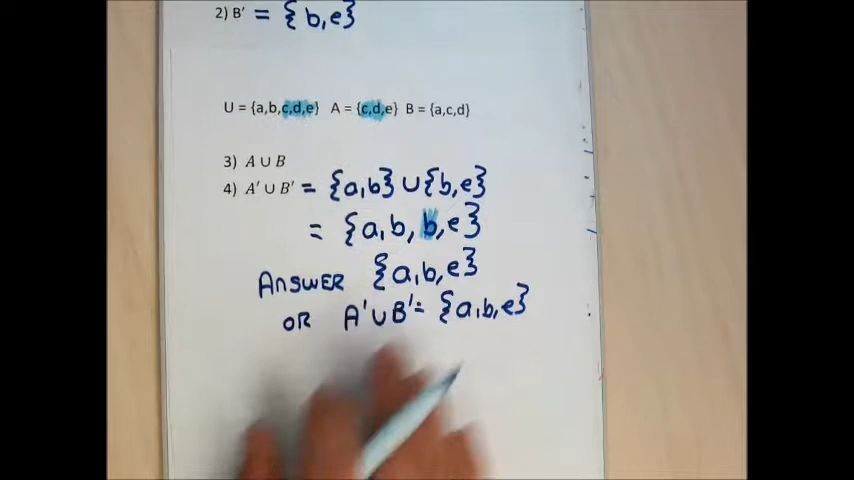 2) B' = {b,e}
U = {a,b,c,d,e} A = {c,d,e} B = {a,c,d}
3) A ∪ B
4) A' ∪ B' = {a,b} ∪ {b,e}
= {a,b,b,e}
ANSWER {a,b,e}
OR A'∪B' = {a,b,e}